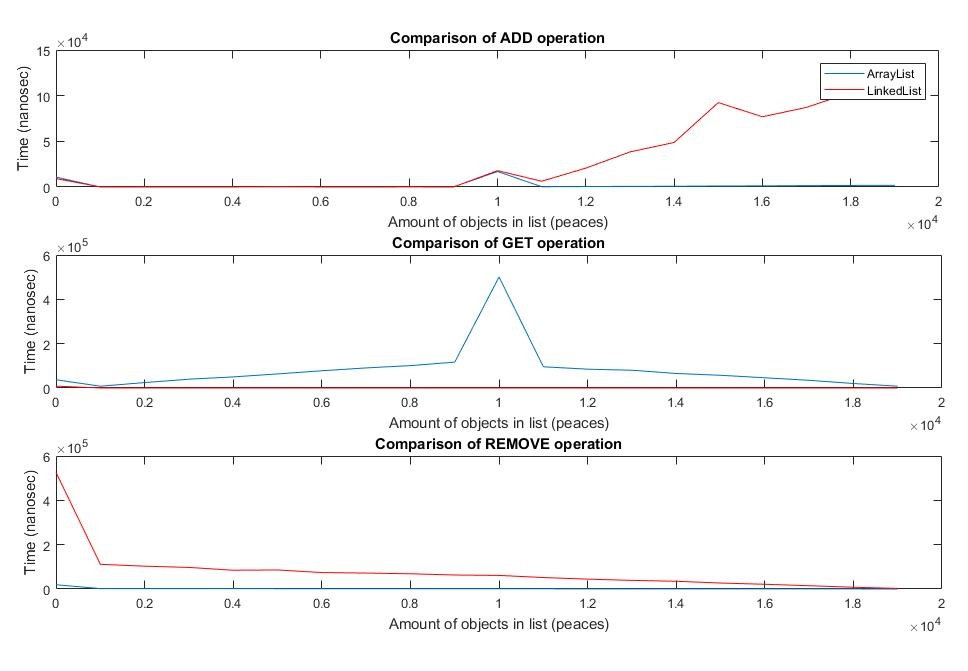 Comparison of ADD operation
×10^4
15
10
5
0
Time (nanosec)
ArrayList
LinkedList
0 0.2 0.4 0.6 0.8 1 1.2 1.4 1.6 1.8 2
Amount of objects in list (peaces)
×10^4
Comparison of GET operation
×10^5
6
4
2
0
Time (nanosec)
0 0.2 0.4 0.6 0.8 1 1.2 1.4 1.6 1.8 2
Amount of objects in list (peaces)
×10^4
Comparison of REMOVE operation
×10^5
6
4
2
0
Time (nanosec)
0 0.2 0.4 0.6 0.8 1 1.2 1.4 1.6 1.8 2
Amount of objects in list (peaces)
×10^4